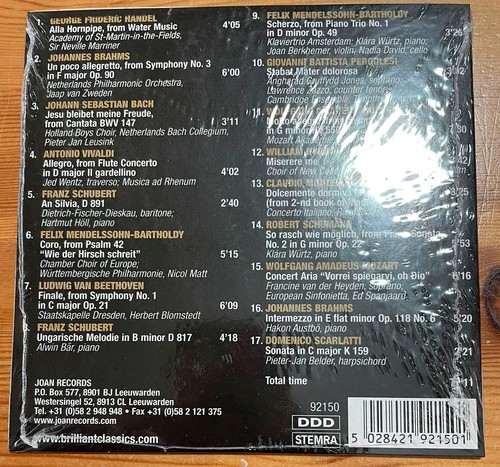 1. GEORGE FRIDERIC HANDEL
Alla Hornpipe, from Water Music 4'05
Academy of St-Martin-in-the-Fields,
Sir Neville Marriner
2. JOHANNES BRAHMS
Un poco allegretto, from Symphony No. 3 6'00
in F major Op. 90
Netherlands Philharmonic Orchestra,
Jaap van Zweden
3. JOHANN SEBASTIAN BACH
Jesu bleibet meine Freude, 3'11
from Cantata BWV 147
Holland Boys Choir, Netherlands Bach Collegium,
Pieter Jan Leusink
4. ANTONIO VIVALDI
Allegro, from Flute Concerto 4'02
in D major Il gardellino
Jed Wentz, traverso; Musica ad Rhenum
5. FRANZ SCHUBERT
An Silvia, D 891 2'40
Dietrich-Fischer-Dieskau, baritone;
Hartmut Höll, piano
6. FELIX MENDELSSOHN-BARTHOLDY
Coro, from Psalm 42 5'15
"Wie der Hirsch schreit"
Chamber Choir of Europe;
Württembergische Philharmonie, Nicol Matt
7. LUDWIG VAN BEETHOVEN
Finale, from Symphony No. 1 6'09
in C major Op. 21
Staatskapelle Dresden, Herbert Blomstedt
8. FRANZ SCHUBERT
Ungarische Melodie in B minor D 817 4'18
Alwin Bär, piano
JOAN RECORDS
P.O. Box 577, 8901 BJ Leeuwarden
Westersingel 52, 8913 CL Leeuwarden
Tel. +31 (0)58 2 948 948 • Fax +31 (0)58 2 121 375
www.joanrecords.com
www.brilliantclassics.com
9. FELIX MENDELSSOHN-BARTHOLDY
Scherzo, from Piano Trio No. 1
in D minor Op. 49
Klaviertrio Amsterdam: Klára Würtz, piano;
Joan Berkhemer, violin; Nadia David, cello
10. GIOVANNI BATTISTA PERGOLESI
Stabat Mater dolorosa
Jones, soprano;
Lawrence Zazzo, counter tenor;
Cambridge Ensemble,
11.
in G minor
Mozart Akademie
12. WILLIAM
Miserere me
Choir of
13. CLAUDIO
Dolcemente dormiva
(from 2-nd book of
Concerto Italiano,
14. ROBERT SCHUMANN
So rasch wie möglich, from Piano Sonata
No. 2 in G minor Op. 22
Klára Würtz, piano
15. WOLFGANG AMADEUS MOZART
Concert Aria "Vorrei spiegarvi, oh Dio"
Francine van der Heyden, soprano;
European Sinfonietta, Ed Spanjaard
16. JOHANNES BRAHMS
Intermezzo in E flat minor Op. 118 No. 6 5'20
Hakon Austbö, piano
17. DOMENICO SCARLATTI
Sonata in C major K 159
Pieter-Jan Belder, harpsichord
Total time
92150
DDD
STEMRA
5 028421 921501